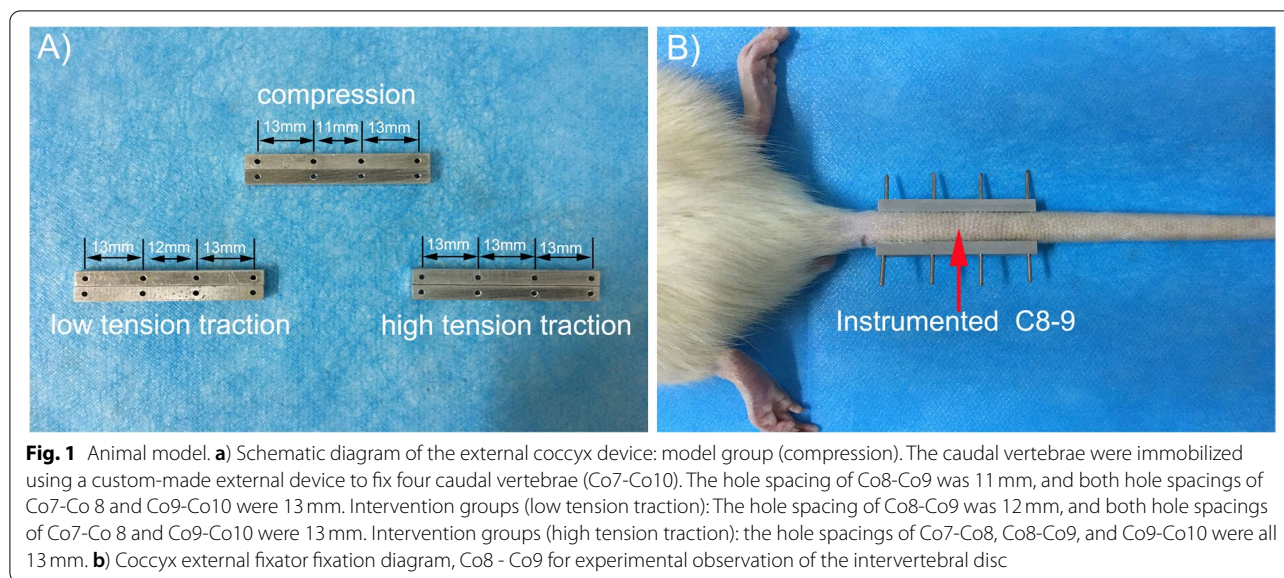 A)
compression
13mm 11mm 13mm
13mm 12mm 13mm
low tension traction
13mm 13mm 13mm
high tension traction
B)
Instrumented C8-9
Fig. 1 Animal model. a) Schematic diagram of the external coccyx device: model group (compression). The caudal vertebrae were immobilized
using a custom-made external device to fix four caudal vertebrae (Co7-Co10). The hole spacing of Co8-Co9 was 11 mm, and both hole spacings of
Co7-Co 8 and Co9-Co10 were 13 mm. Intervention groups (low tension traction): The hole spacing of Co8-Co9 was 12 mm, and both hole spacings
of Co7-Co 8 and Co9-Co10 were 13 mm. Intervention groups (high tension traction): the hole spacings of Co7-Co8, Co8-Co9, and Co9-Co10 were all
13 mm. b) Coccyx external fixator fixation diagram, Co8 - Co9 for experimental observation of the intervertebral disc